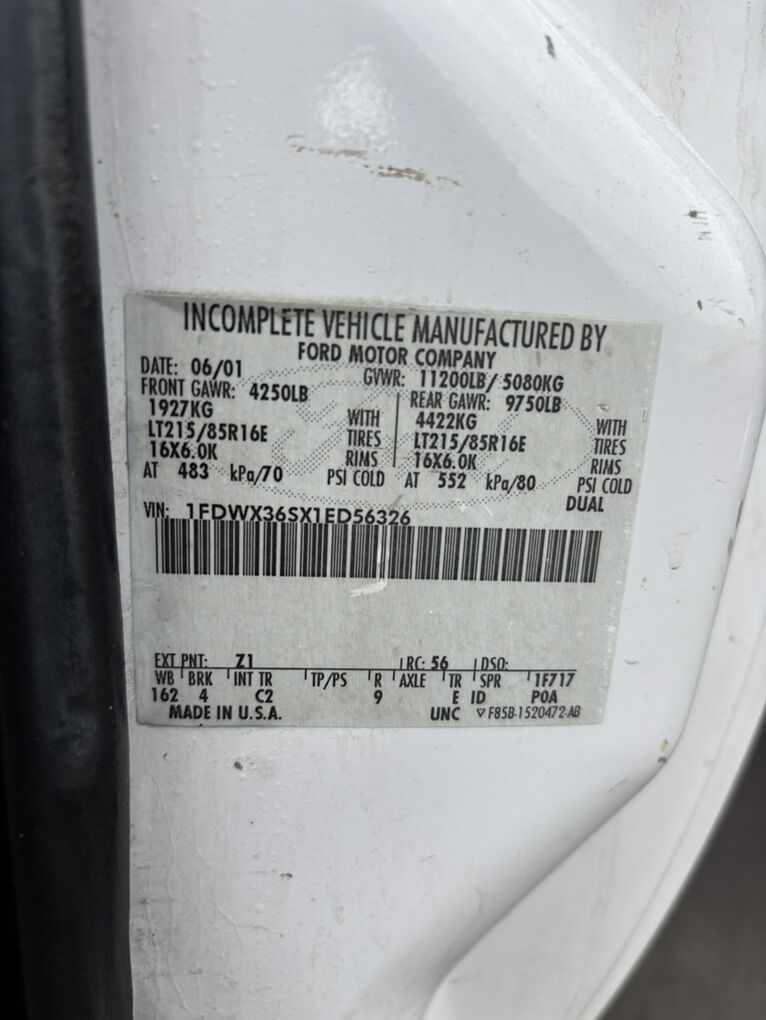 INCOMPLETE VEHICLE MANUFACTURED BY
FORD MOTOR COMPANY
DATE: 06/01 GVWR: 11200LB/ 5080KG
FRONT GAWR: 4250LB REAR GAWR: 9750LB
1927KG WITH 4422KG WITH
LT215/85R16E TIRES LT215/85R16E TIRES
16X6.0K RIMS 16X6.0K RIMS
AT 483 kPa/70 PSI COLD AT 552 kPa/80 PSI COLD
DUAL
VIN: 1FDWX36SX1ED56326
EXT PNT: Z1 RC: 56 DSO:
WB BRK INT TR TP/PS R AXLE TR SPR 1F717
162 4 C2 9 E ID POA
MADE IN U.S.A. UNC ▽ F85B-1520472-AB